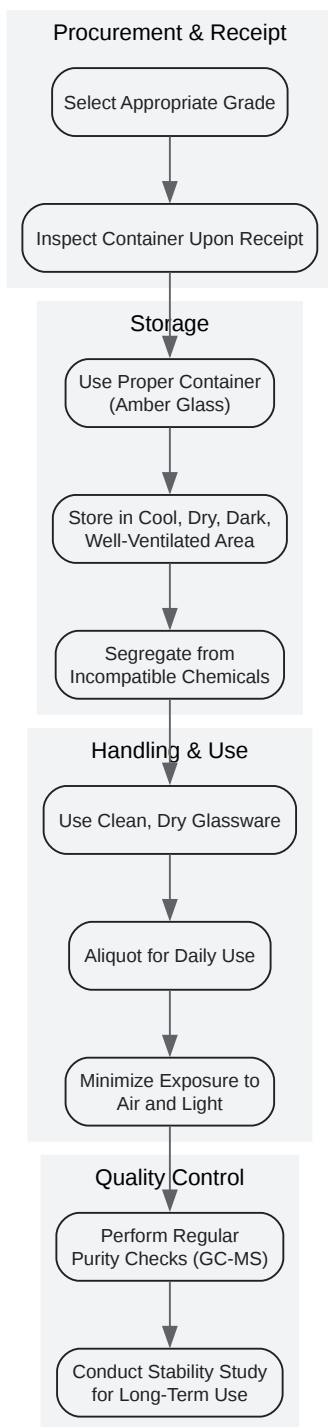 Procurement & Receipt
Select Appropriate Grade
Inspect Container Upon Receipt
Storage
Use Proper Container
(Amber Glass)
Store in Cool, Dry, Dark,
Well-Ventilated Area
Segregate from
Incompatible Chemicals
Handling & Use
Use Clean, Dry Glassware
Aliquot for Daily Use
Minimize Exposure to
Air and Light
Quality Control
Perform Regular
Purity Checks (GC-MS)
Conduct Stability Study
for Long-Term Use